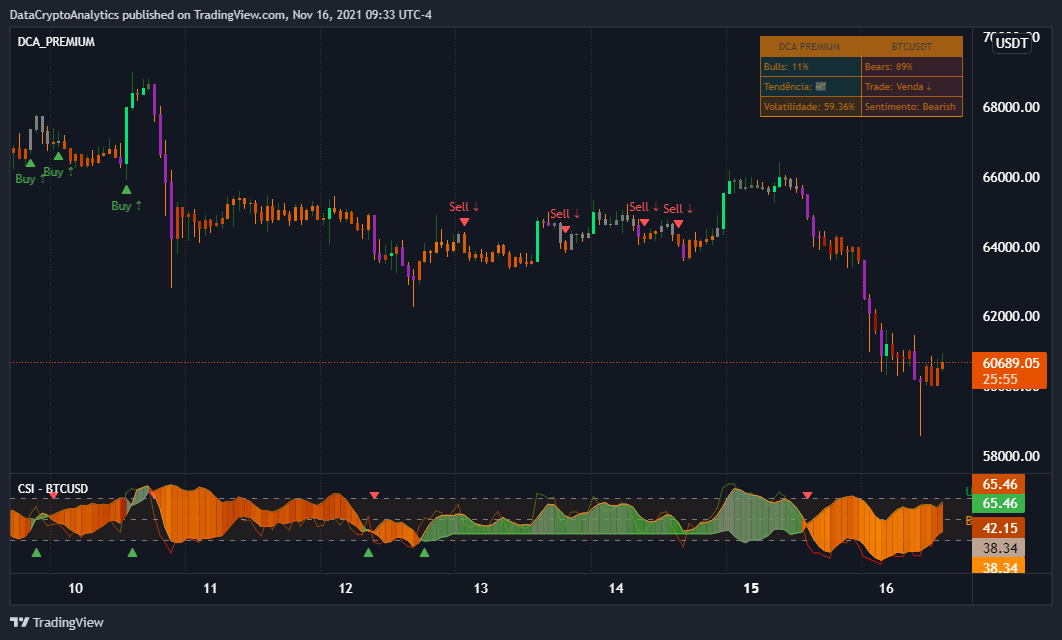 DataCryptoAnalytics published on TradingView.com, Nov 16, 2021 09:33 UTC-4
DCA_PREMIUM
USDT
DCA PREMIUM BTCUSDT
Bulls: 11% Bears: 89%
Tendência: Trade: Venda ↓
Volatilidade: 59.36% Sentimento: Bearish
68000.00
66000.00
64000.00
62000.00
60689.05
25:55
58000.00
Buy ↑
Buy ↑
Buy ↑
Sell ↓
Sell ↓
Sell ↓
Sell ↓
CSI - BTCUSD
65.46
65.46
42.15
38.34
38.34
10 11 12 13 14 15 16
TradingView